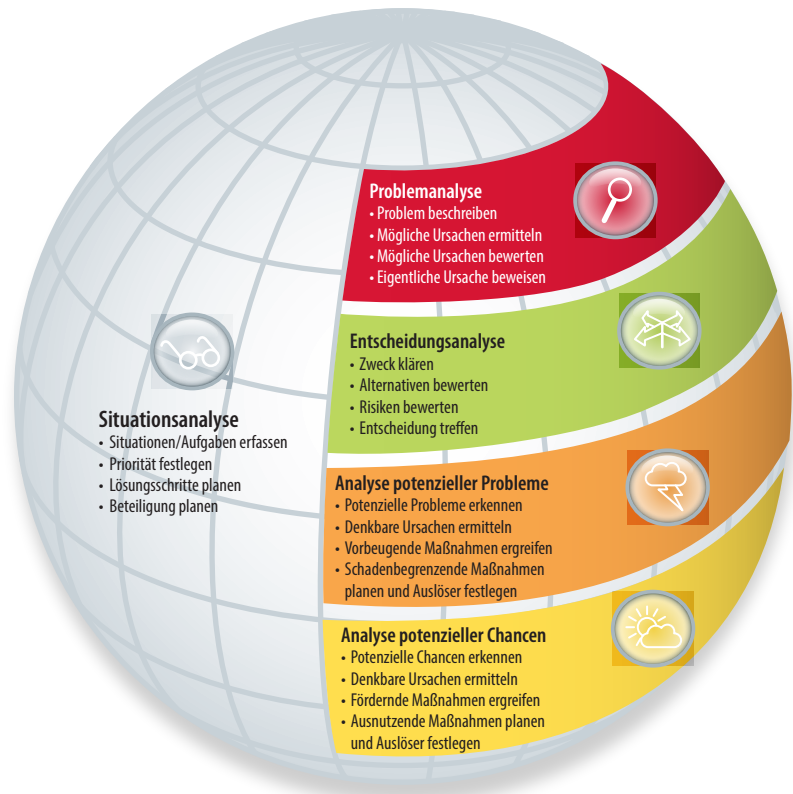 Problemanalyse
• Problem beschreiben
• Mögliche Ursachen ermitteln
• Mögliche Ursachen bewerten
• Eigentliche Ursache beweisen
Entscheidungsanalyse
• Zweck klären
• Alternativen bewerten
• Risiken bewerten
• Entscheidung treffen
Situationsanalyse
• Situationen/Aufgaben erfassen
• Priorität festlegen
• Lösungsschritte planen
• Beteiligung planen
Analyse potenzieller Probleme
• Potenzielle Probleme erkennen
• Denkbare Ursachen ermitteln
• Vorbeugende Maßnahmen ergreifen
• Schadenbegrenzende Maßnahmen
planen und Auslöser festlegen
Analyse potenzieller Chancen
• Potenzielle Chancen erkennen
• Denkbare Ursachen ermitteln
• Fördernde Maßnahmen ergreifen
• Ausnutzende Maßnahmen planen
und Auslöser festlegen